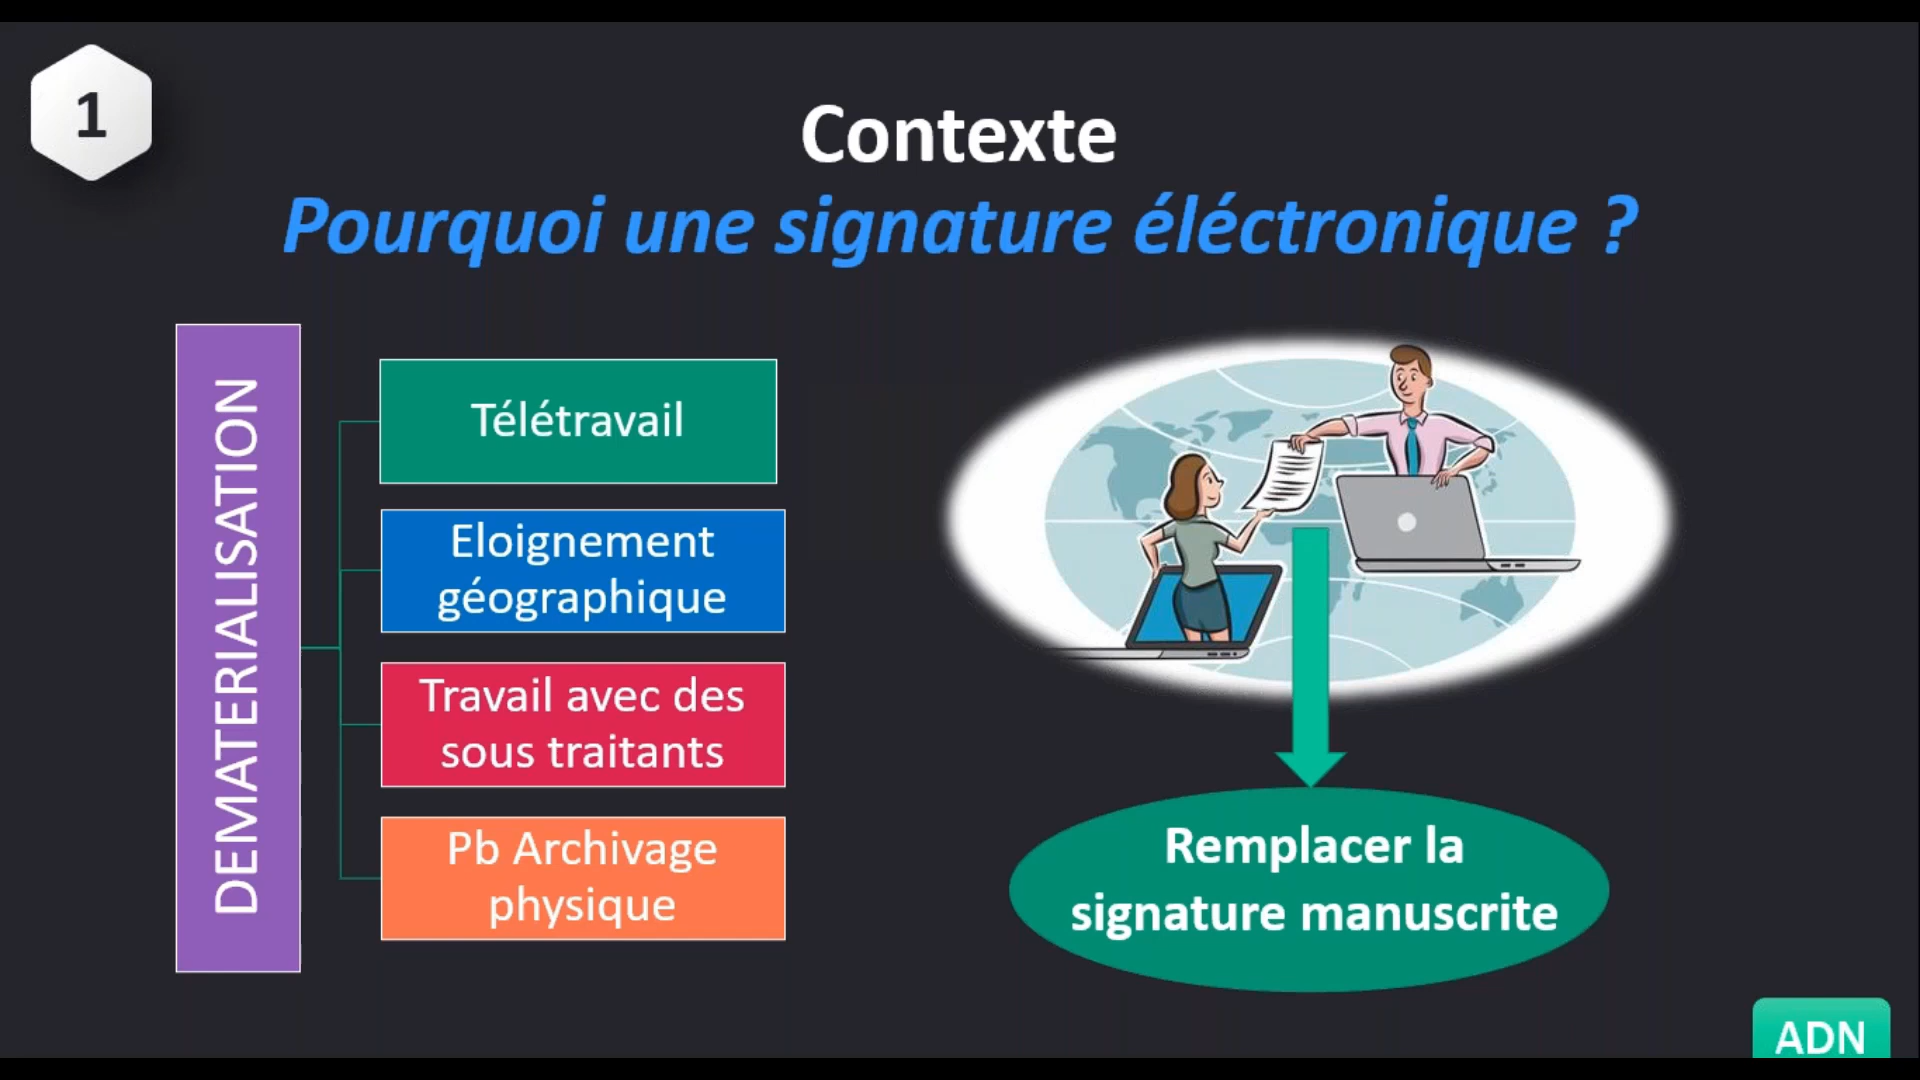 1
Contexte
Pourquoi une signature éléctronique ?
DEMATERIALISATION
Télétravail
Eloignement
géographique
Travail avec des
sous traitants
Pb Archivage
physique
Remplacer la
signature manuscrite
ADN